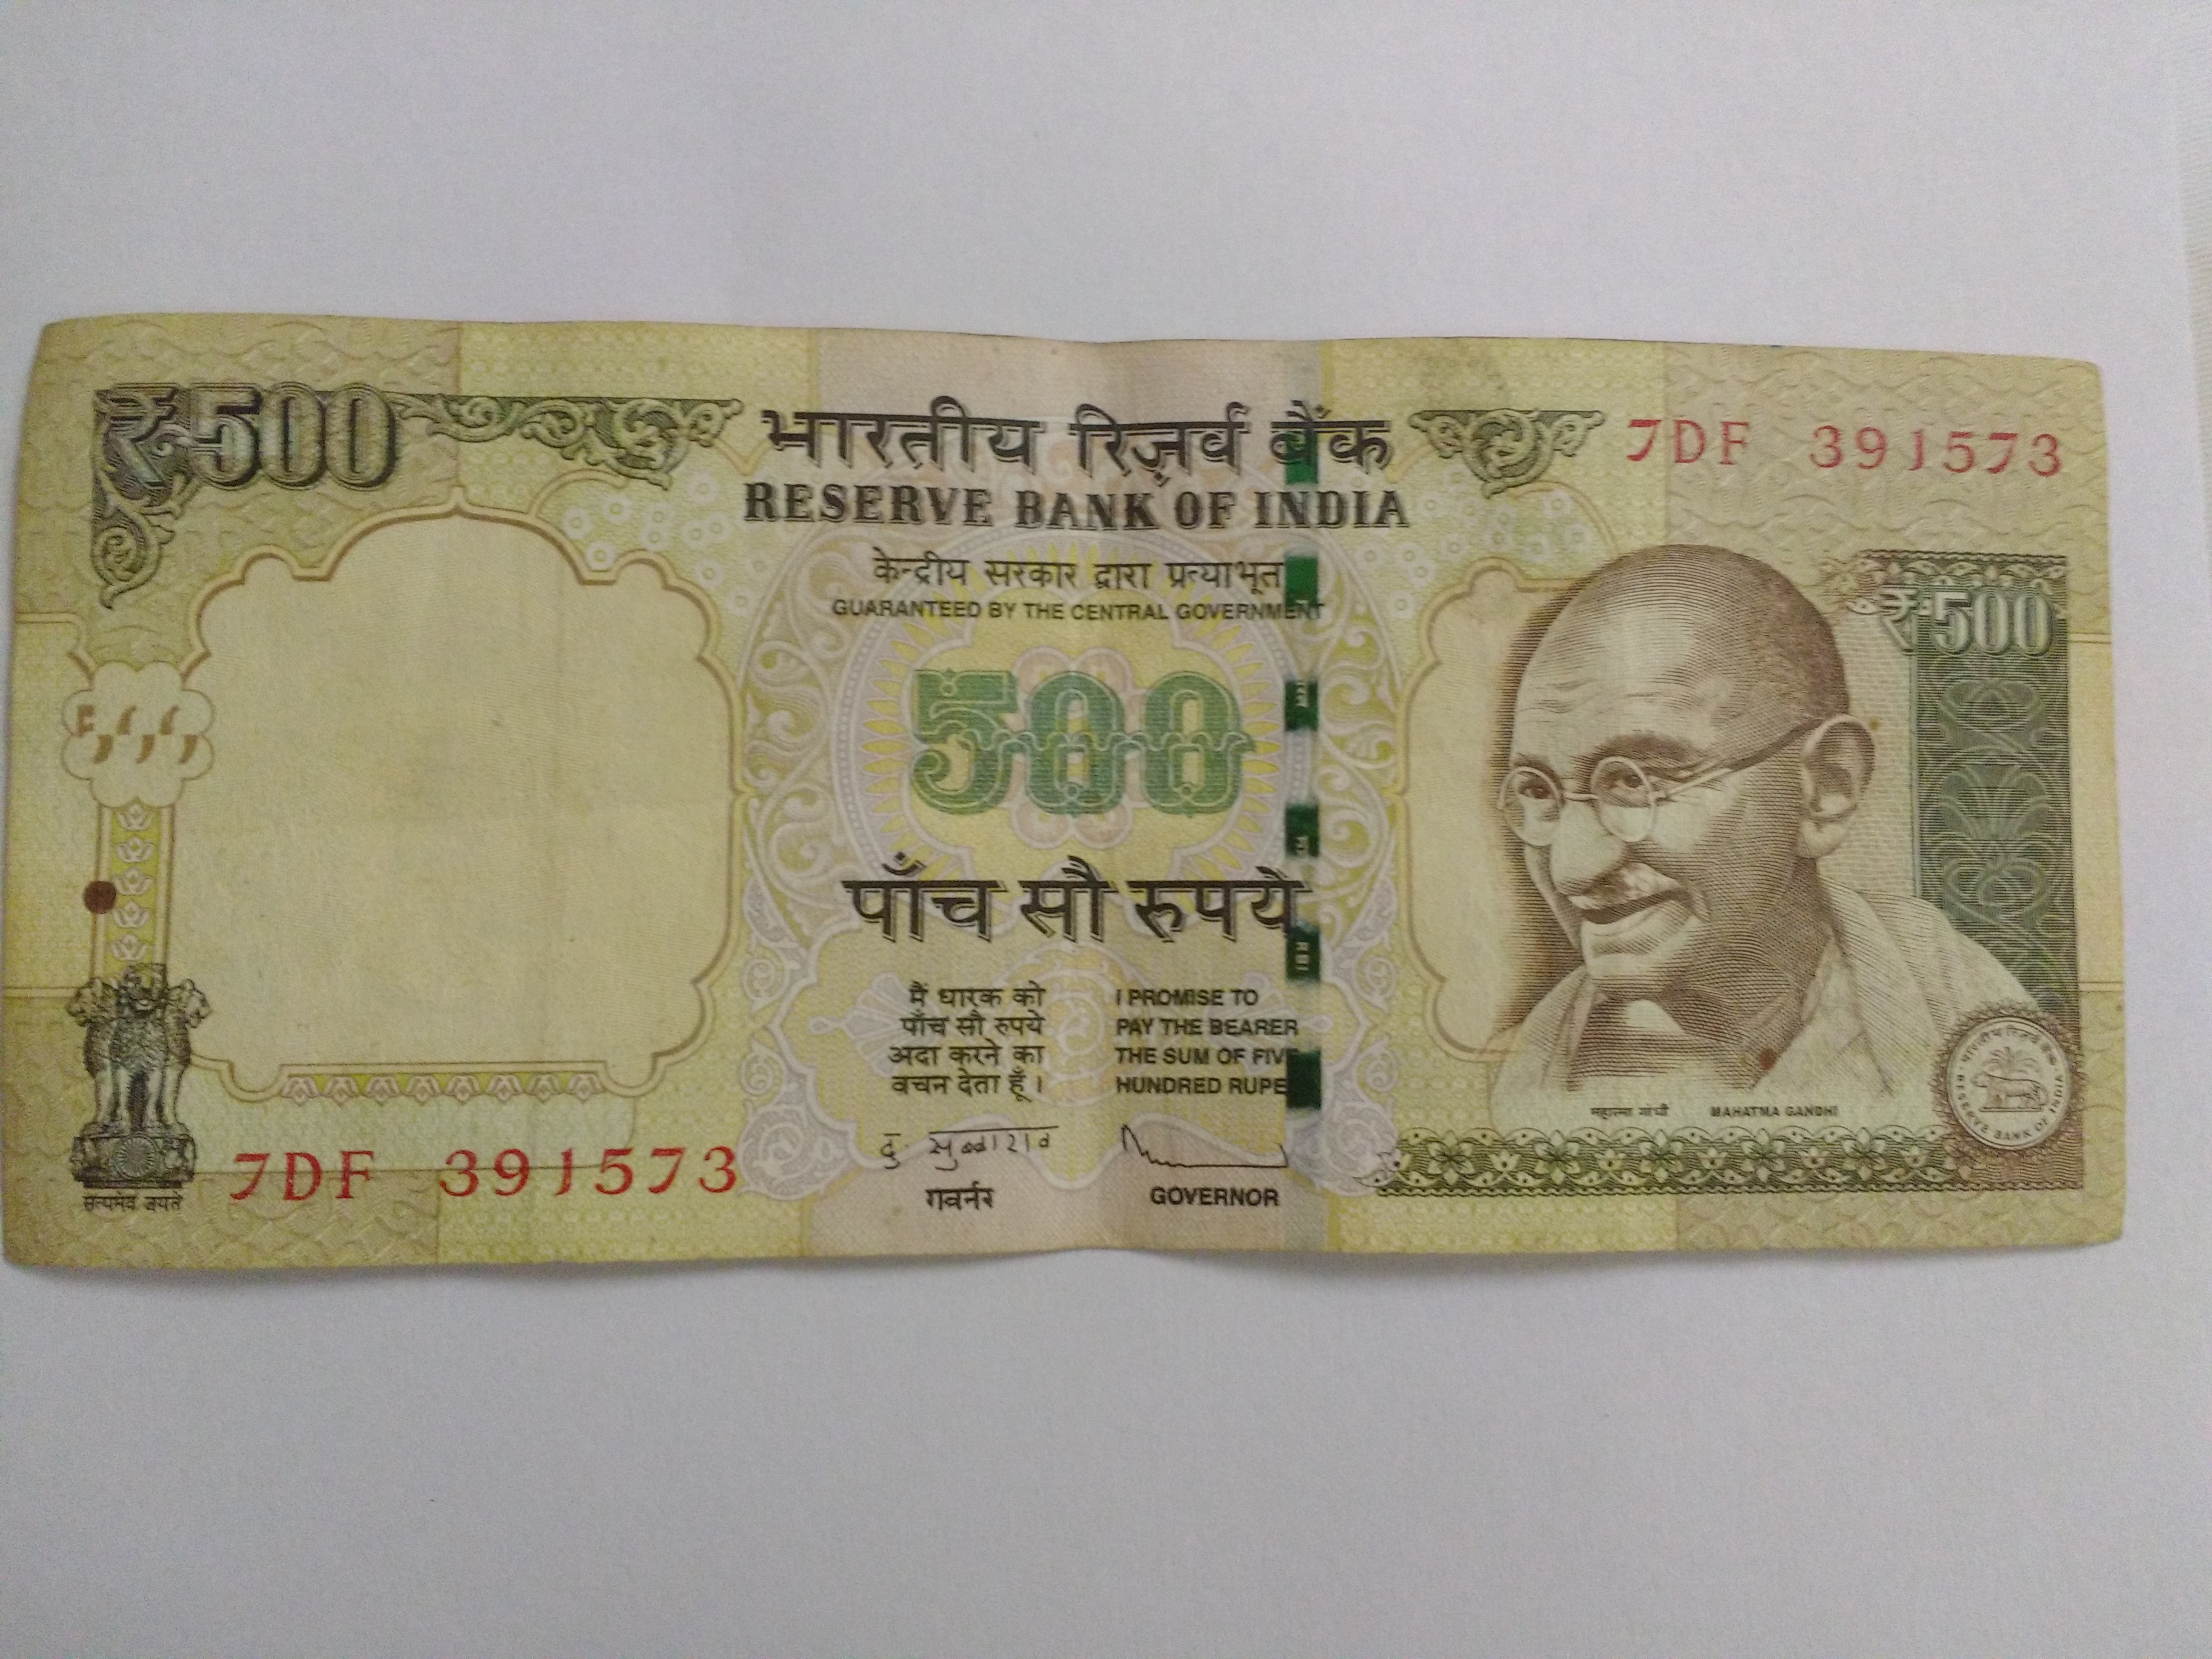 ₹500
भारतीय रिज़र्व बैंक
7DF 391573
RESERVE BANK OF INDIA
केन्द्रीय सरकार द्वारा प्रत्याभूत
GUARANTEED BY THE CENTRAL GOVERNMENT
₹500
500
पाँच सौ रुपये
मैं धारक को
पाँच सौ रुपये
अदा करने का
वचन देता हूँ।
I PROMISE TO
PAY THE BEARER
THE SUM OF FIVE
HUNDRED RUPE
महात्मा गांधी MAHATMA GANDHI
भारतीय रिज़र्व बैंक
RESERVE BANK OF INDIA
7DF 391573
द. सुब्बाराव
गवर्नर
GOVERNOR
सत्यमेव जयते